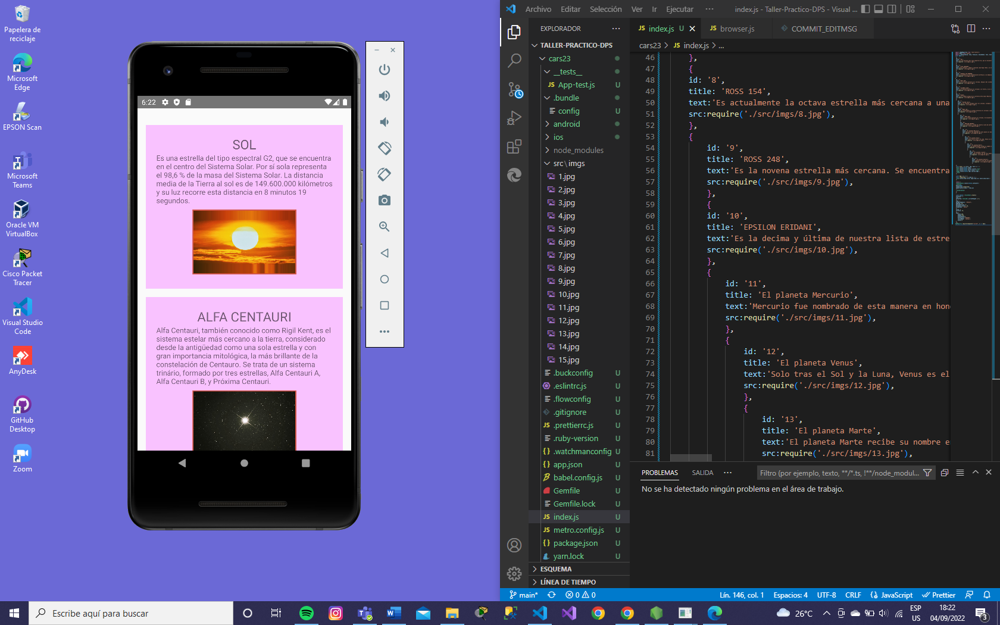 Papelera de
reciclaje
Microsoft
Edge
EPSON Scan
Microsoft
Teams
Oracle VM
VirtualBox
Cisco Packet
Tracer
Visual Studio
Code
AnyDesk
GitHub
Desktop
Zoom
6:22
SOL
Es una estrella del tipo espectral G2, que se encuentra
en el centro del Sistema Solar. Por sí sola representa
el 98,6 % de la masa del Sistema Solar. La distancia
media de la Tierra al sol es de 149.600.000 kilómetros
y su luz recorre esta distancia en 8 minutos 19
segundos.
ALFA CENTAURI
Alfa Centauri, también conocido como Rigil Kent, es el
sistema estelar más cercano a la tierra, considerado
desde la antigüedad como una sola estrella y con
gran importancia mitológica, la más brillante de la
constelación de Centauro. Se trata de un sistema
trinário, formado por tres estrellas, Alfa Centauri A,
Alfa Centauri B, y Próxima Centauri.
Archivo Editar Selección Ver Ir Ejecutar ··· index.js - Taller-Practico-DPS - Visual ...
EXPLORADOR ···
TALLER-PRACTICO-DPS
cars23
__tests__
JS App-test.js U
.bundle
config U
android
ios
node_modules
src\imgs
1.jpg
2.jpg
3.jpg
4.jpg
5.jpg
6.jpg
7.jpg
8.jpg
9.jpg
10.jpg
11.jpg
12.jpg
13.jpg
14.jpg
15.jpg
.buckconfig U
.eslintrc.js U
.flowconfig U
.gitignore U
JS .prettierrc.js U
.ruby-version U
{} .watchmanconfig U
{} app.json U
babel.config.js U
Gemfile U
Gemfile.lock U
JS index.js U
JS metro.config.js U
{} package.json U
yarn.lock U
ESQUEMA
LÍNEA DE TIEMPO
JS index.js U JS browser.js COMMIT_EDITMSG
cars23 > JS index.js > ...
46 },
47 {
48 id: '8',
49 title: 'ROSS 154',
50 text:'Es actualmente la octava estrella más cercana a una
51 src:require('./src/imgs/8.jpg'),
52 },
53 {
54 id: '9',
55 title: 'ROSS 248',
56 text:'Es la novena estrella más cercana. Se encuentra
57 src:require('./src/imgs/9.jpg'),
58 },
59 {
60 id: '10',
61 title: 'EPSILON ERIDANI',
62 text:'Es la decima y última de nuestra lista de estre
63 src:require('./src/imgs/10.jpg'),
64 },
65 {
66 id: '11',
67 title: 'El planeta Mercurio',
68 text:'Mercurio fue nombrado de esta manera en hon
69 src:require('./src/imgs/11.jpg'),
70 },
71 {
72 id: '12',
73 title: 'El planeta Venus',
74 text:'Solo tras el Sol y la Luna, Venus es el
75 src:require('./src/imgs/12.jpg'),
76 },
77 {
78 id: '13',
79 title: 'El planeta Marte',
80 text:'El planeta Marte recibe su nombre e
81 src:require('./src/imgs/13.jpg'),
PROBLEMAS SALIDA ··· Filtro (por ejemplo, texto, **/*.ts, !**/node_modul...
No se ha detectado ningún problema en el área de trabajo.
main* 0 0 Lín. 146, col. 1 Espacios: 4 UTF-8 CRLF JavaScript Prettier
Escribe aquí para buscar
26°C
ESP
US
18:22
04/09/2022
3